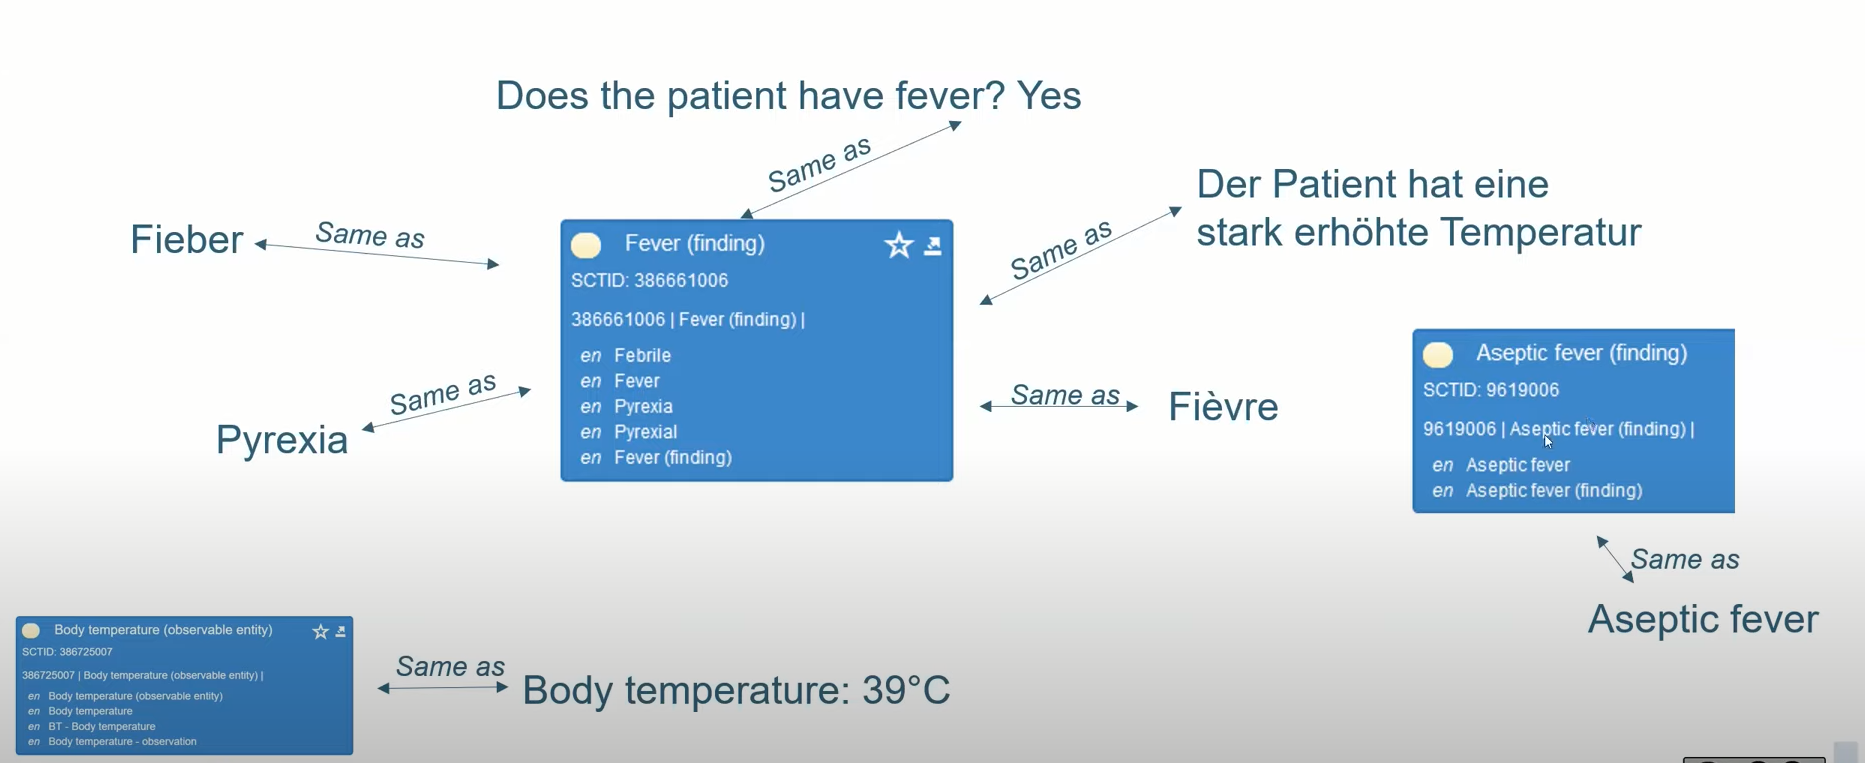 Does the patient have fever? Yes
Same as
Der Patient hat eine
stark erhöhte Temperatur
Same as
Fieber
Same as
Fever (finding)
SCTID: 386661006
386661006 | Fever (finding) |
en Febrile
en Fever
en Pyrexia
en Pyrexial
en Fever (finding)
Same as
Pyrexia
Same as
Fièvre
Aseptic fever (finding)
SCTID: 9619006
9619006 | Aseptic fever (finding) |
en Aseptic fever
en Aseptic fever (finding)
Same as
Aseptic fever
Body temperature (observable entity)
SCTID: 386725007
386725007 | Body temperature (observable entity) |
en Body temperature (observable entity)
en Body temperature
en BT - Body temperature
en Body temperature - observation
Same as
Body temperature: 39°C